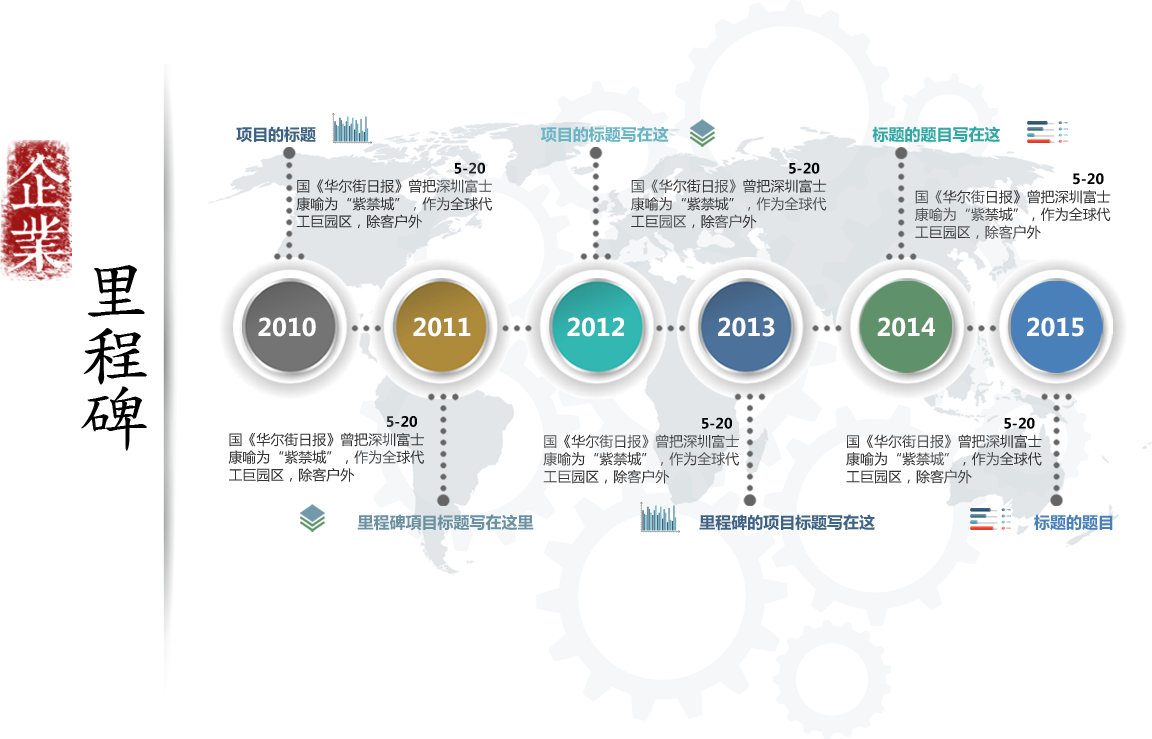 企業
里程碑
项目的标题
5-20
国《华尔街日报》曾把深圳富士
康喻为“紫禁城”，作为全球代
工巨园区，除客户外
项目的标题写在这
5-20
国《华尔街日报》曾把深圳富士
康喻为“紫禁城”，作为全球代
工巨园区，除客户外
标题的题目写在这
5-20
国《华尔街日报》曾把深圳富士
康喻为“紫禁城”，作为全球代
工巨园区，除客户外
2010
2011
2012
2013
2014
2015
5-20
国《华尔街日报》曾把深圳富士
康喻为“紫禁城”，作为全球代
工巨园区，除客户外
里程碑項目标题写在这里
5-20
国《华尔街日报》曾把深圳富士
康喻为“紫禁城”，作为全球代
工巨园区，除客户外
里程碑的项目标题写在这
5-20
国《华尔街日报》曾把深圳富士
康喻为“紫禁城”，作为全球代
工巨园区，除客户外
标题的题目